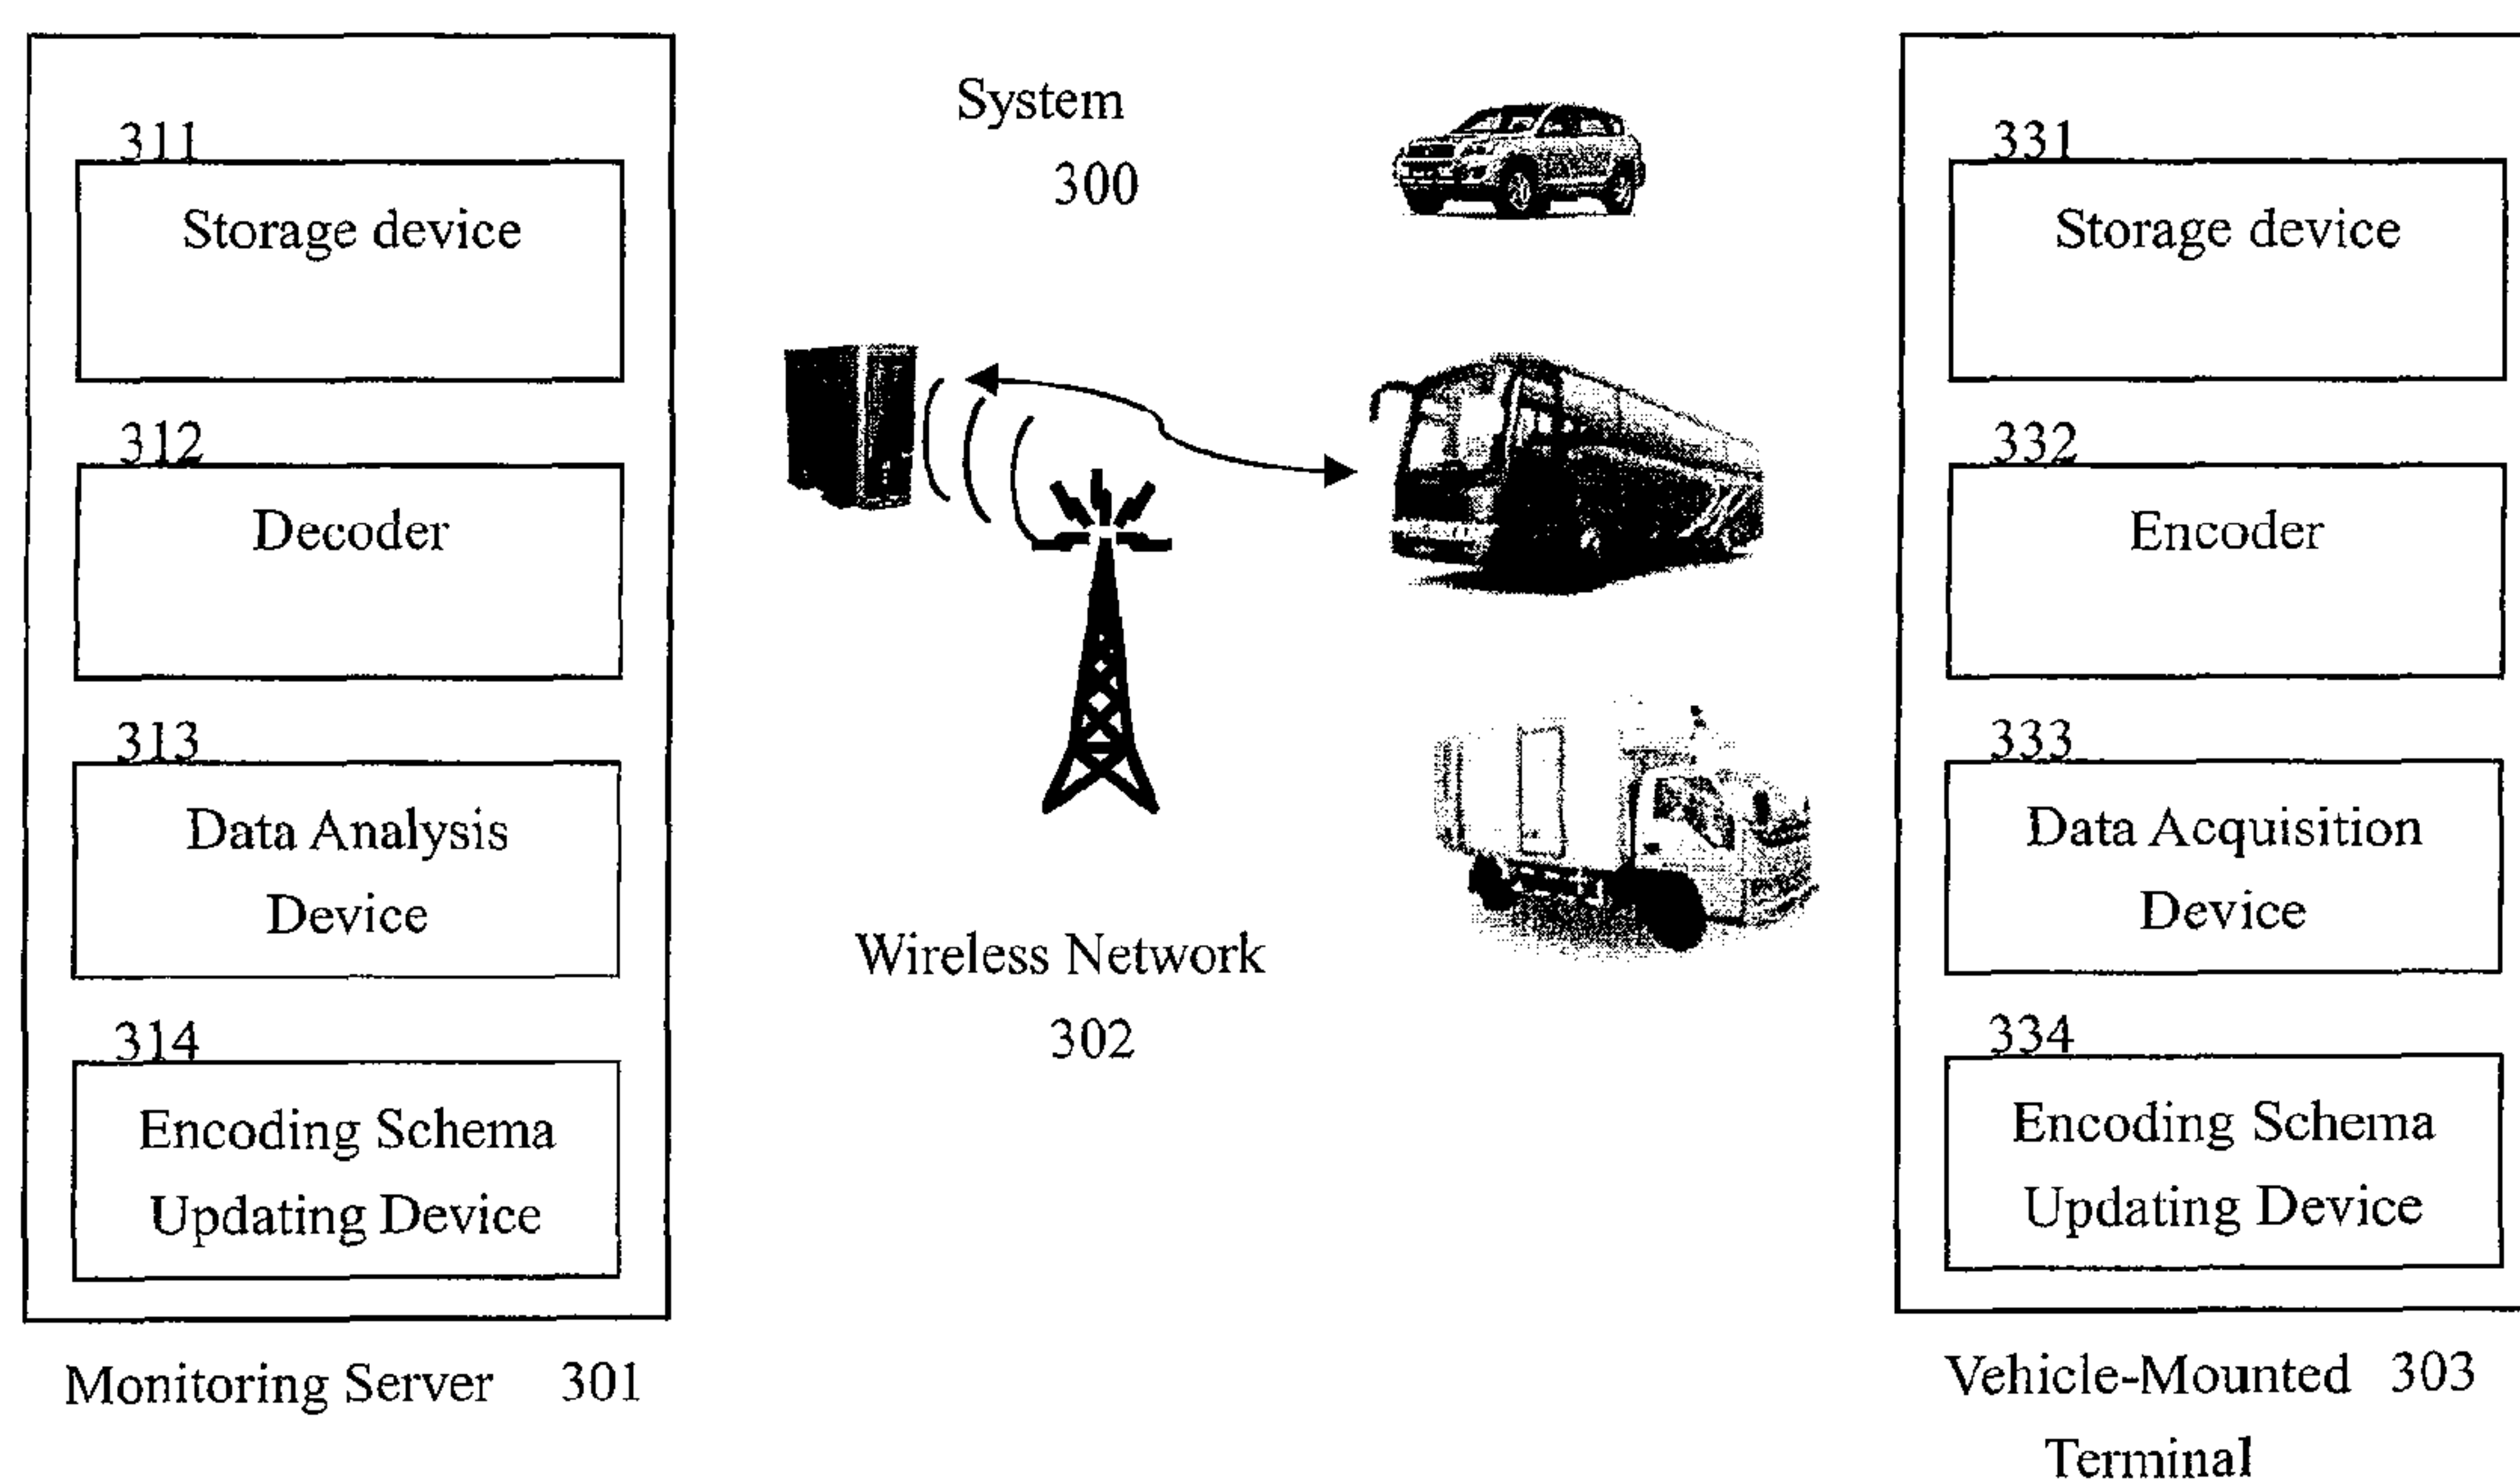 311
Storage device
312
Decoder
313
Data Analysis
Device
314
Encoding Schema
Updating Device
Monitoring Server 301
System
300
Wireless Network
302
331
Storage device
332
Encoder
333
Data Acquisition
Device
334
Encoding Schema
Updating Device
Vehicle-Mounted 303
Terminal